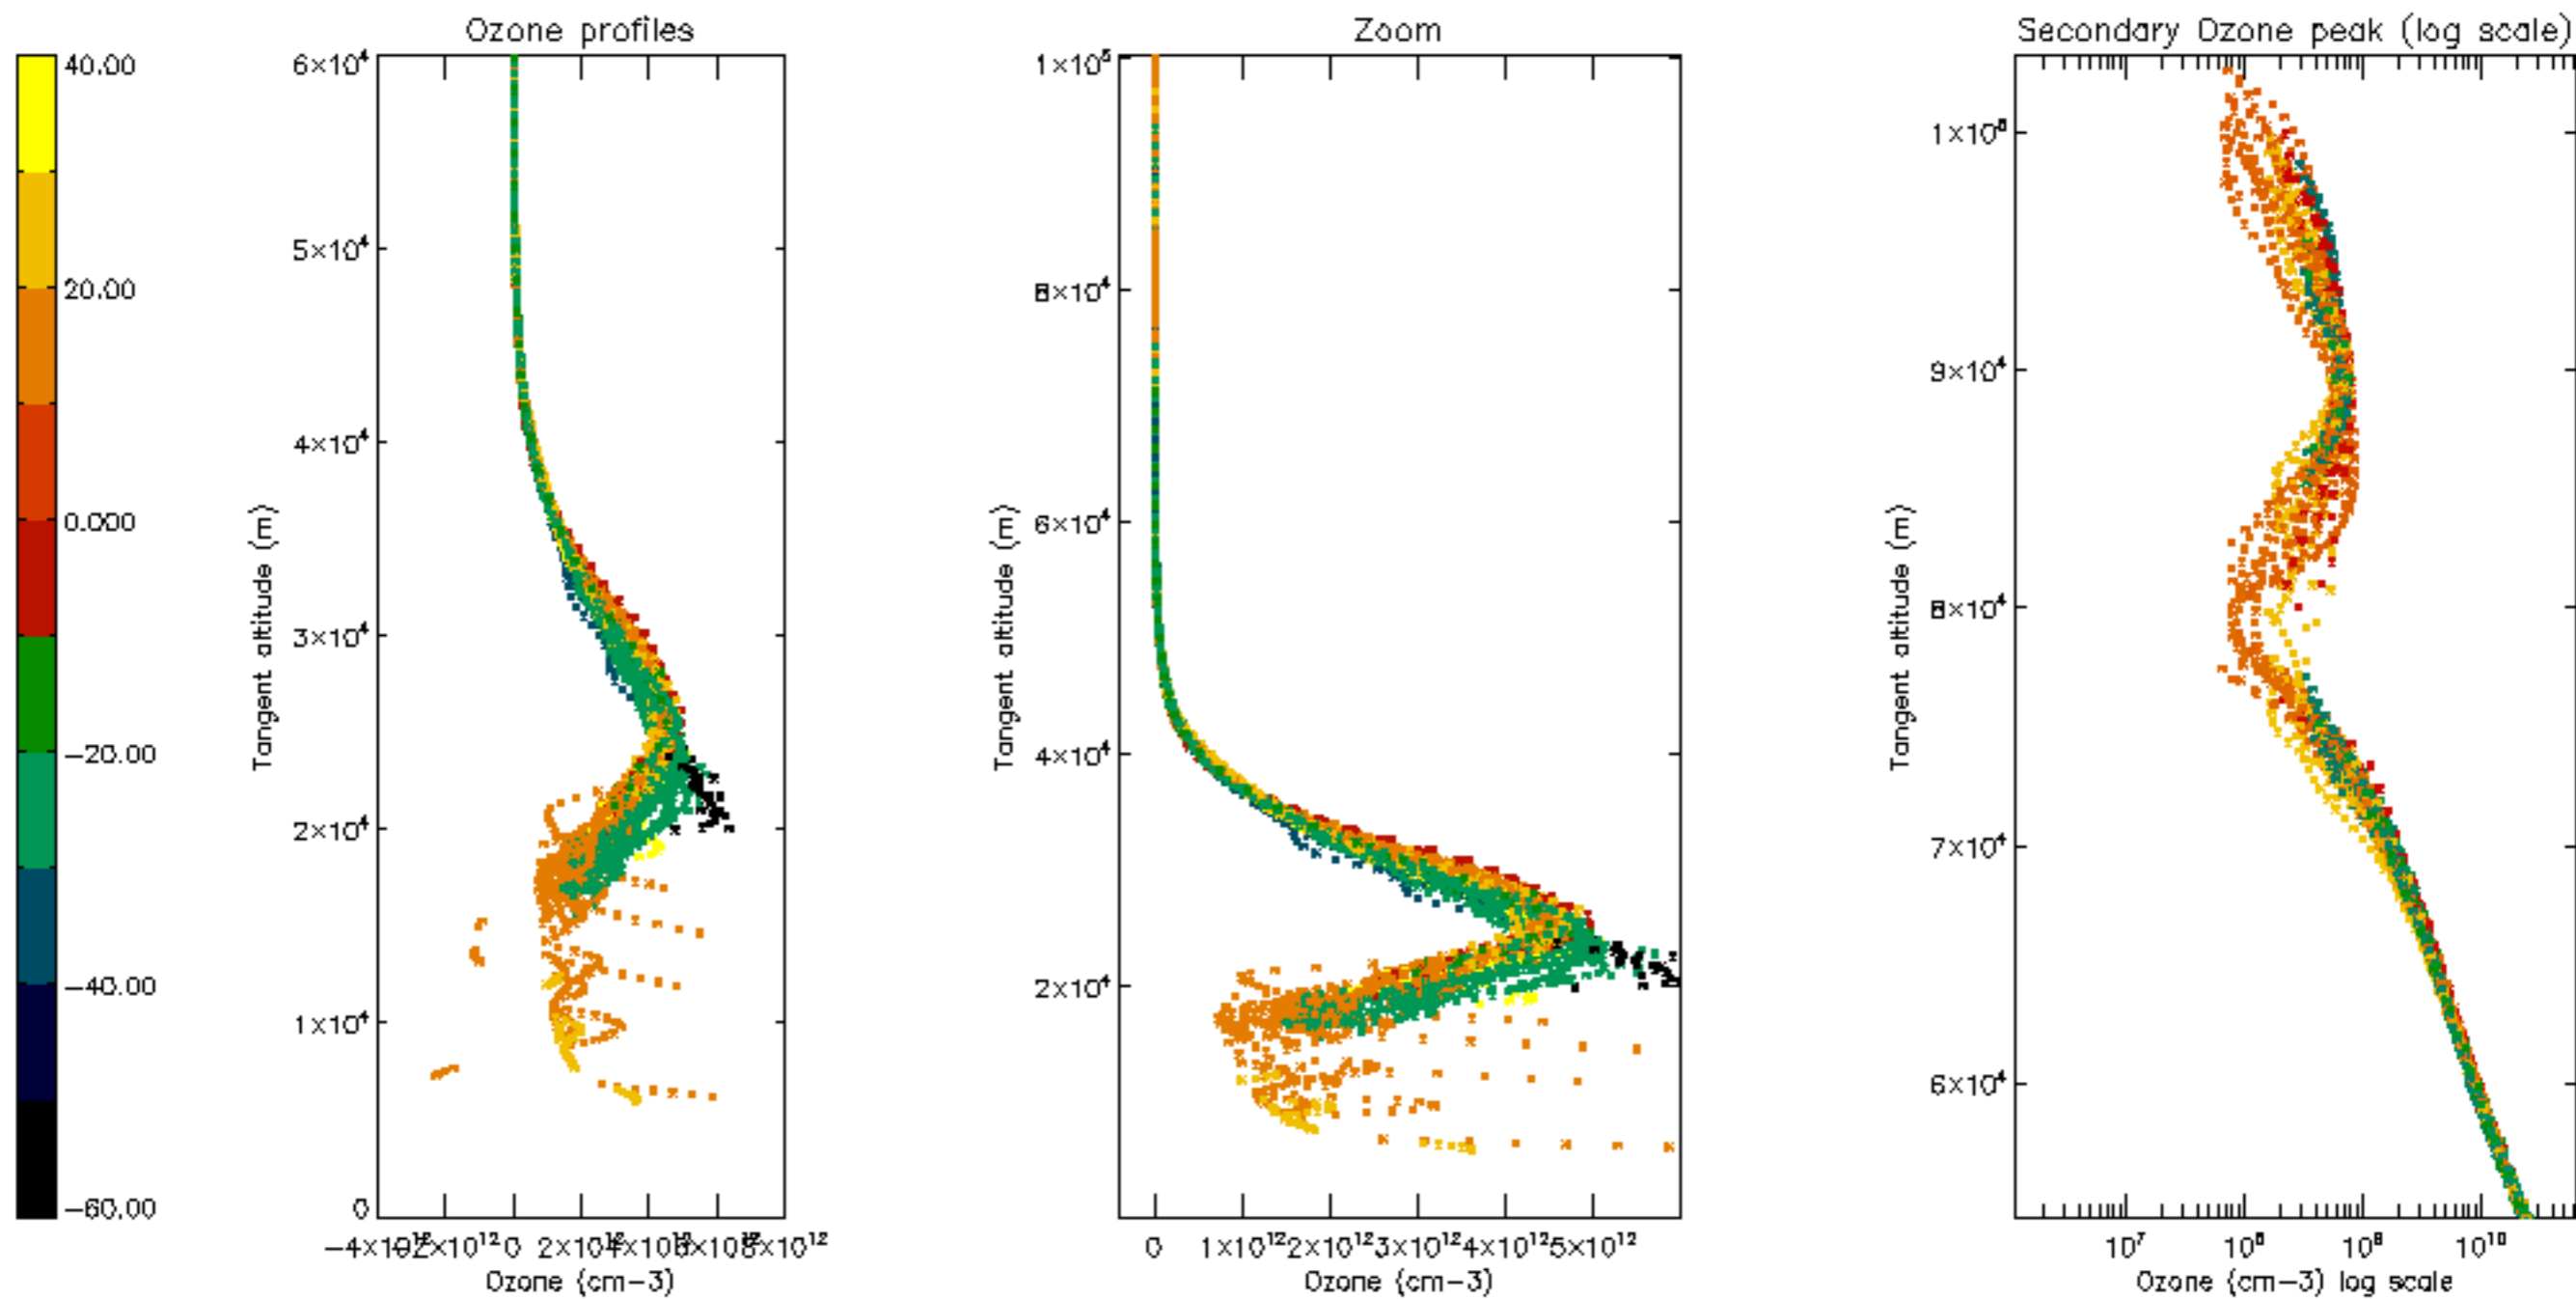 Ozone profiles
Zoom
Secondary Ozone peak (log scale)
40.00
20.00
0.000
−20.00
−40.00
−60.00
6×10⁴
5×10⁴
4×10⁴
3×10⁴
2×10⁴
1×10⁴
0
Tangent altitude (m)
0
Ozone (cm−3)
1×10⁵
8×10⁴
6×10⁴
4×10⁴
2×10⁴
Tangent altitude (m)
0 1×10¹² 2×10¹² 3×10¹² 4×10¹² 5×10¹²
Ozone (cm−3)
9×10⁴
8×10⁴
7×10⁴
6×10⁴
Tangent altitude (m)
10⁷ 10⁸ 10⁹ 10¹⁰
Ozone (cm−3) log scale